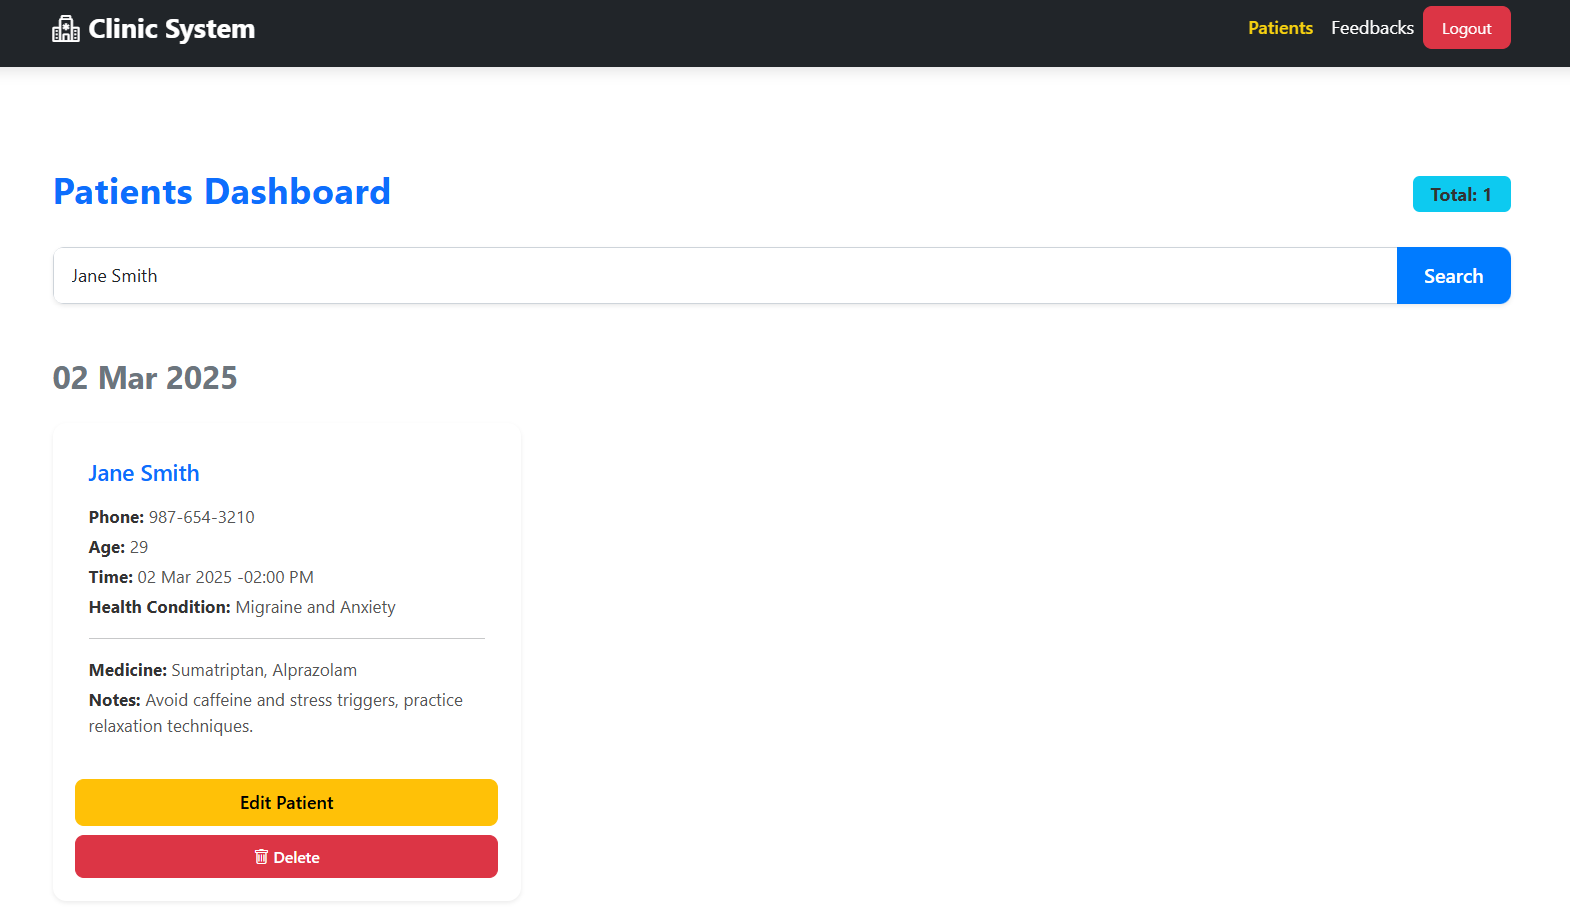 Clinic System
Patients Feedbacks Logout
Patients Dashboard
Total: 1
Jane Smith
Search
02 Mar 2025
Jane Smith
Phone: 987-654-3210
Age: 29
Time: 02 Mar 2025 -02:00 PM
Health Condition: Migraine and Anxiety
Medicine: Sumatriptan, Alprazolam
Notes: Avoid caffeine and stress triggers, practice
relaxation techniques.
Edit Patient
Delete